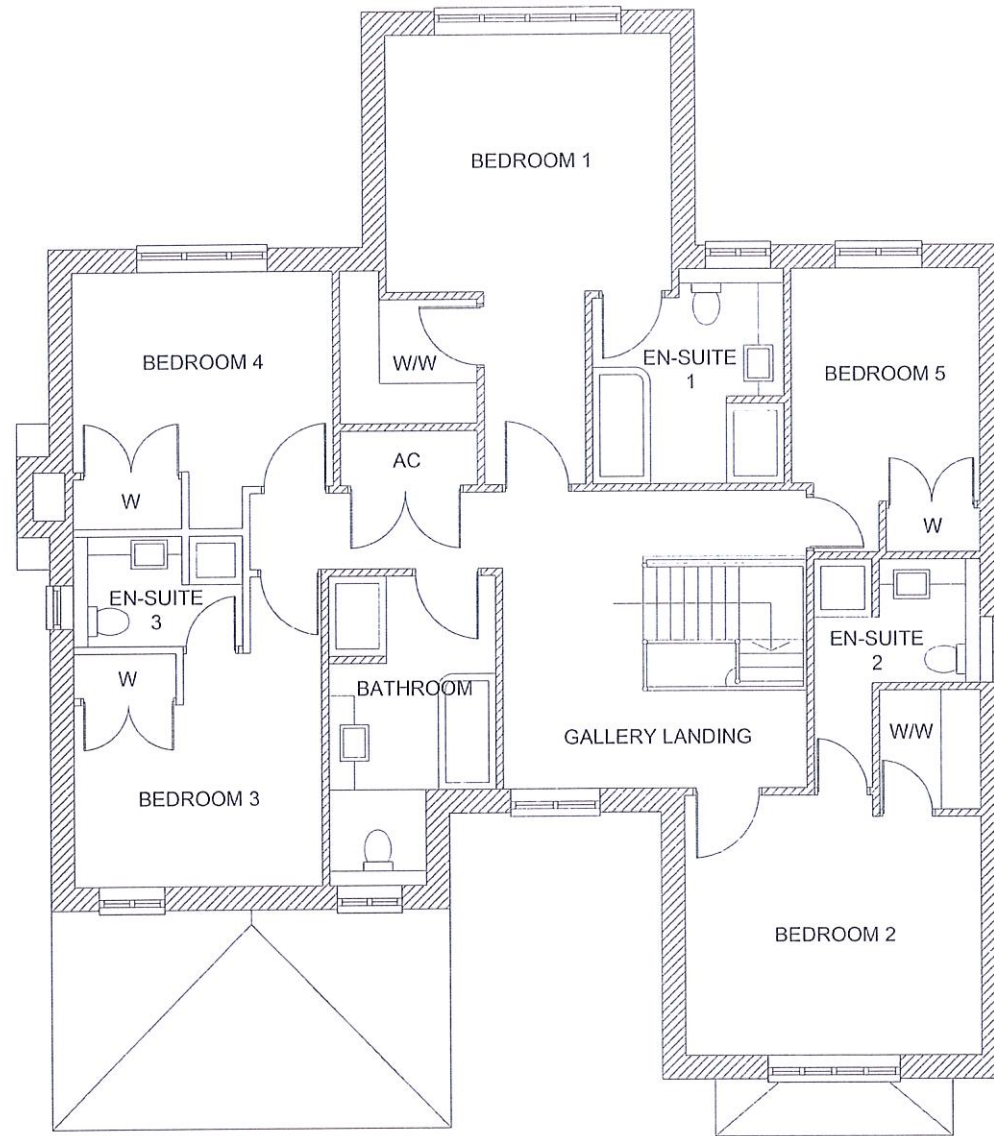 BEDROOM 1
BEDROOM 4
W/W
EN-SUITE
1
BEDROOM 5
AC
W
W
EN-SUITE
3
EN-SUITE
2
W
BATHROOM
W/W
GALLERY LANDING
BEDROOM 3
BEDROOM 2